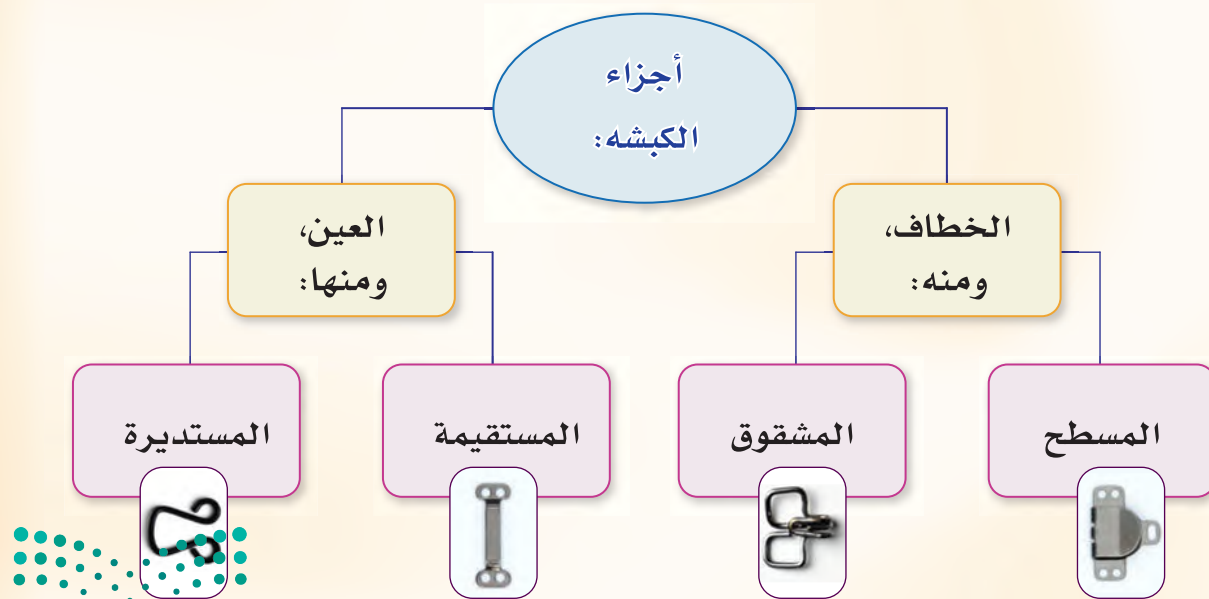 أجزاء
الكبشه:
الخطاف،
ومنه:
العين،
ومنها:
المسطح
المشقوق
المستقيمة
المستديرة